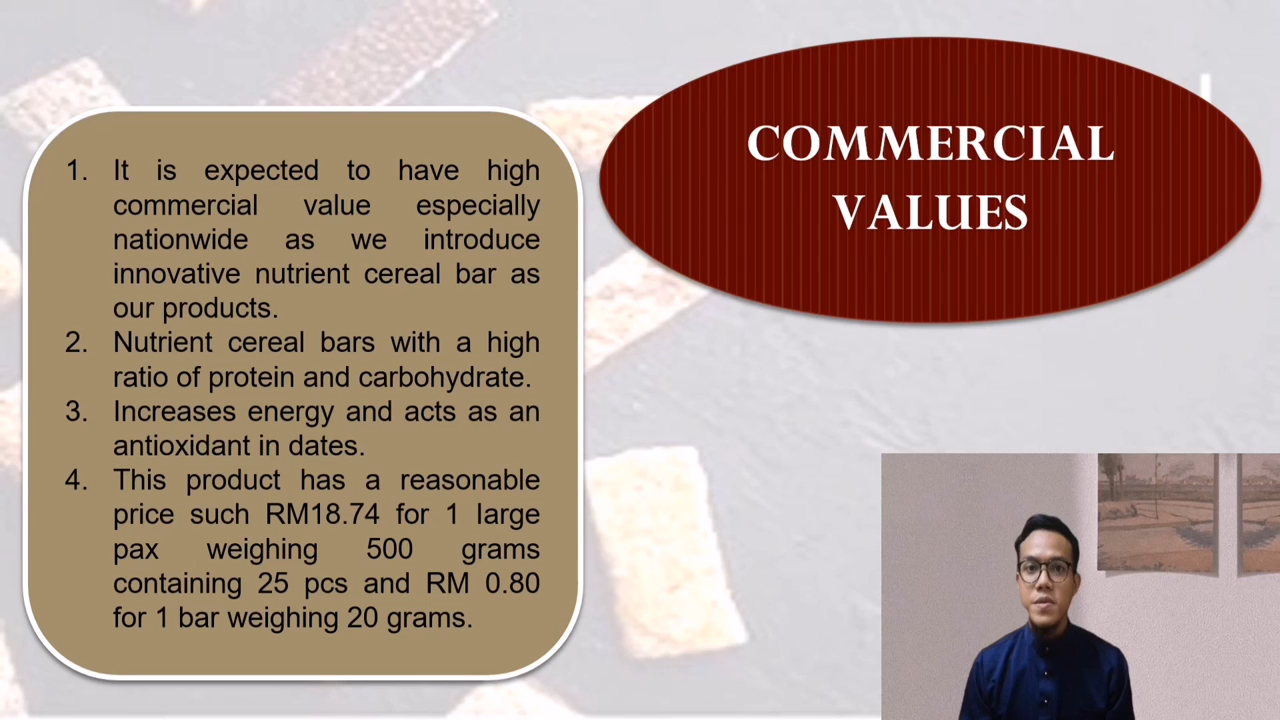 COMMERCIAL
VALUES
1. It is expected to have high
commercial value especially
nationwide as we introduce
innovative nutrient cereal bar as
our products.
2. Nutrient cereal bars with a high
ratio of protein and carbohydrate.
3. Increases energy and acts as an
antioxidant in dates.
4. This product has a reasonable
price such RM18.74 for 1 large
pax weighing 500 grams
containing 25 pcs and RM 0.80
for 1 bar weighing 20 grams.